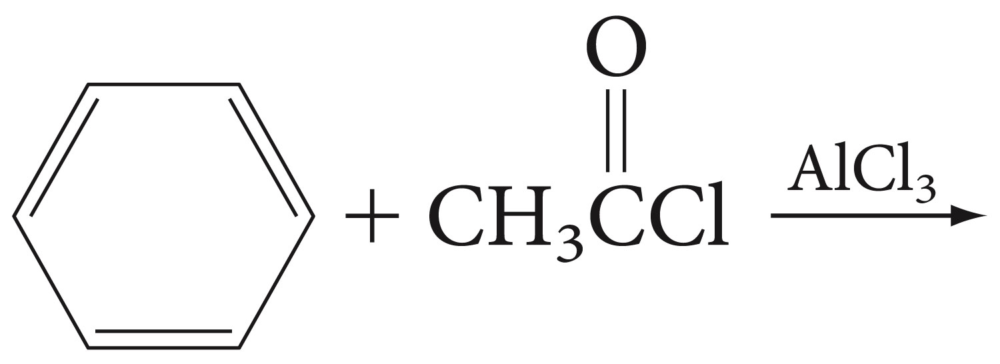 O
+ CH₃CCl
AlCl₃